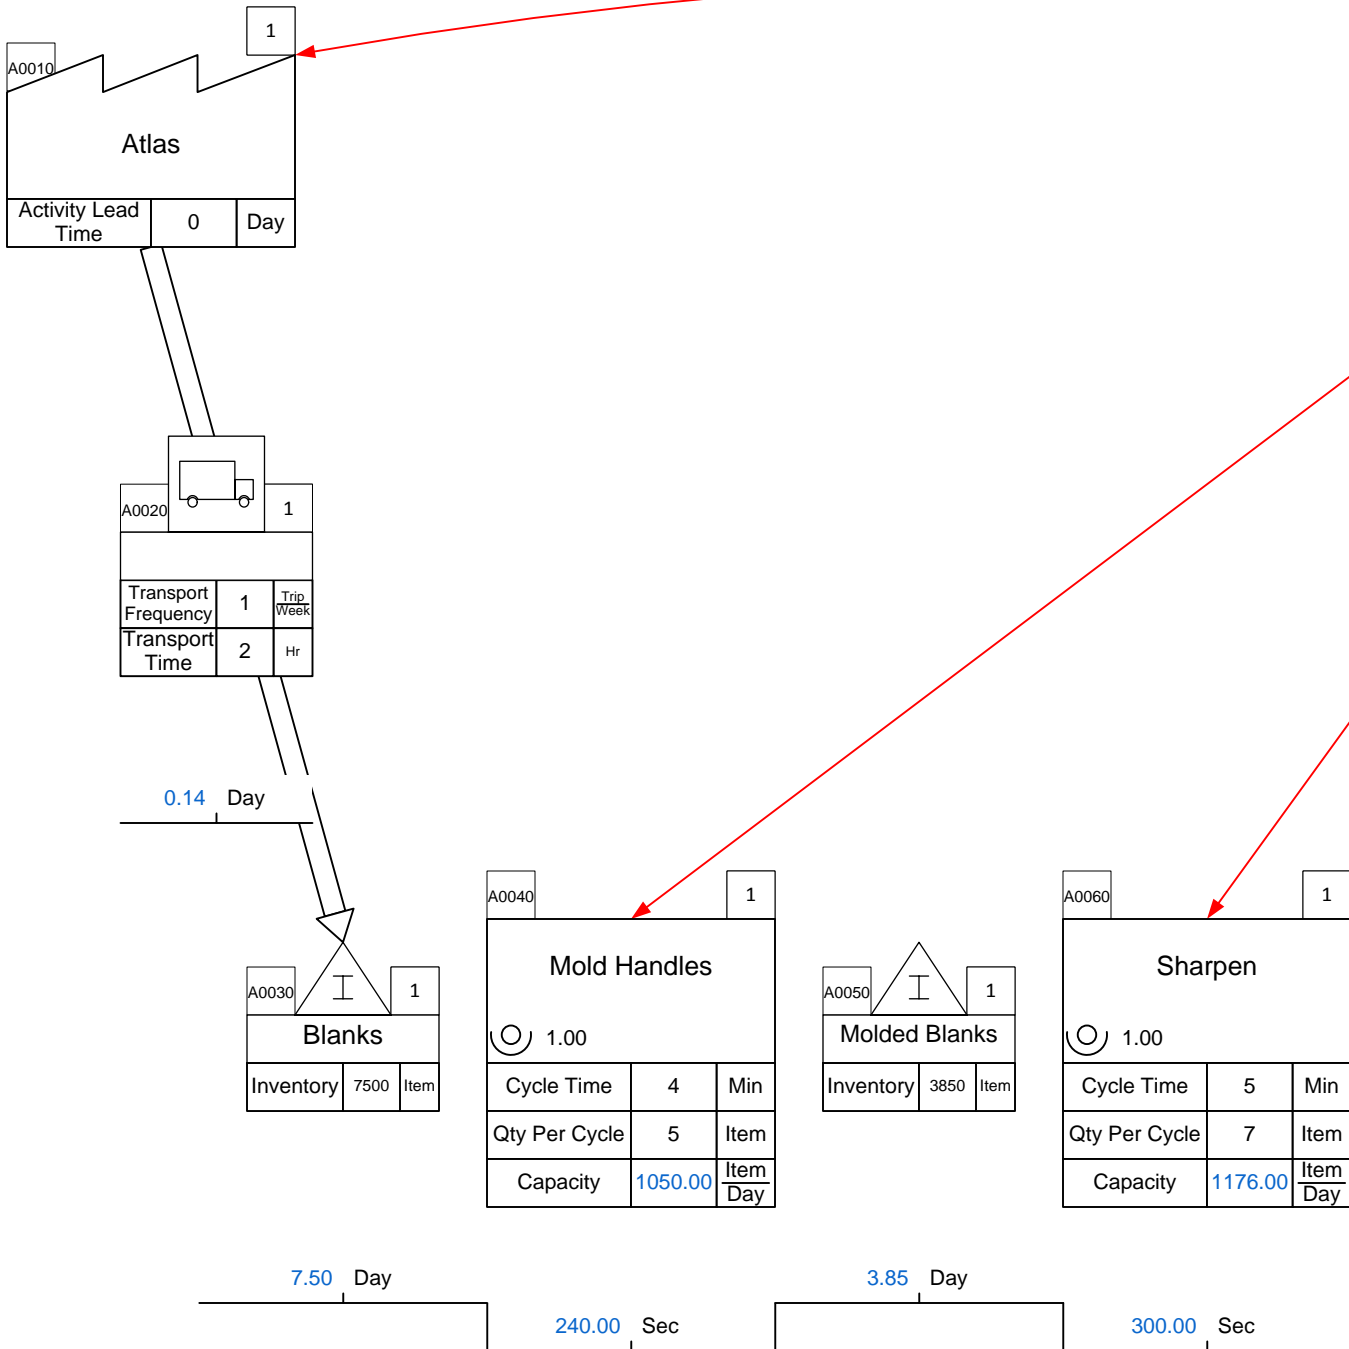 1
A0010
Atlas
Activity Lead
Time
0
Day
A0020
1
Transport
Frequency
1
Trip
Week
Transport
Time
2
Hr
0.14 Day
A0030
1
Blanks
Inventory
7500
Item
A0040
1
Mold Handles
1.00
Cycle Time
4
Min
Qty Per Cycle
5
Item
Capacity
1050.00
Item
Day
A0050
1
Molded Blanks
Inventory
3850
Item
A0060
1
Sharpen
1.00
Cycle Time
5
Min
Qty Per Cycle
7
Item
Capacity
1176.00
Item
Day
7.50 Day
240.00 Sec
3.85 Day
300.00 Sec